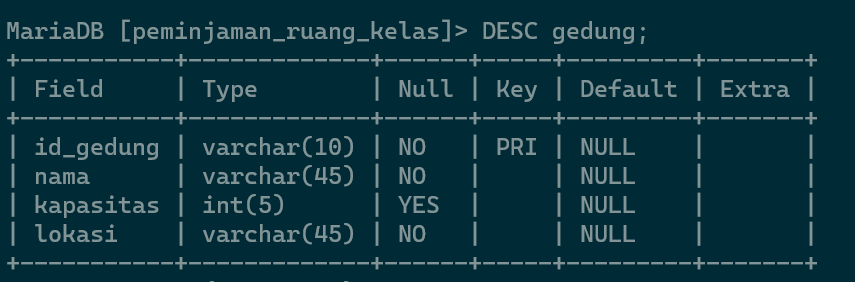 MariaDB [peminjaman_ruang_kelas]> DESC gedung;
+-----------+-------------+------+-----+---------+-------+
| Field     | Type        | Null | Key | Default | Extra |
+-----------+-------------+------+-----+---------+-------+
| id_gedung | varchar(10) | NO   | PRI | NULL    |       |
| nama      | varchar(45) | NO   |     | NULL    |       |
| kapasitas | int(5)      | YES  |     | NULL    |       |
| lokasi    | varchar(45) | NO   |     | NULL    |       |
+-----------+-------------+------+-----+---------+-------+